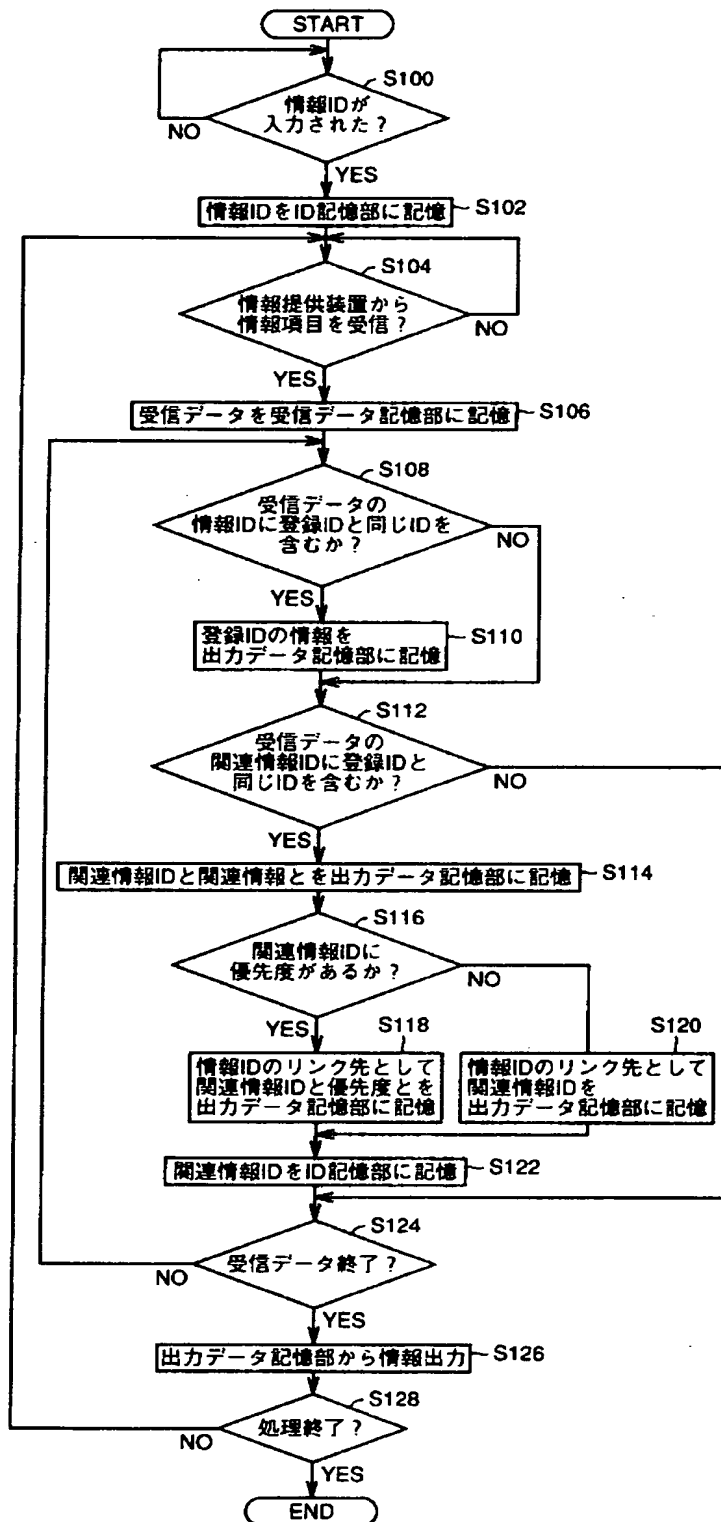 START
S100
情報IDが
入力された?
NO
YES
情報IDをID記憶部に記憶
S102
S104
情報提供装置から
情報項目を受信?
NO
YES
受信データを受信データ記憶部に記憶
S106
S108
受信データの
情報IDに登録IDと同じIDを
含むか?
NO
YES
登録IDの情報を
出力データ記憶部に記憶
S110
S112
受信データの
関連情報IDに登録IDと
同じIDを含むか?
NO
YES
関連情報IDと関連情報とを出力データ記憶部に記憶
S114
S116
関連情報IDに
優先度があるか?
NO
YES
S118
情報IDのリンク先として
関連情報IDと優先度とを
出力データ記憶部に記憶
S120
情報IDのリンク先として
関連情報IDを
出力データ記憶部に記憶
関連情報IDをID記憶部に記憶
S122
S124
受信データ終了?
NO
YES
出力データ記憶部から情報出力
S126
S128
処理終了?
NO
YES
END